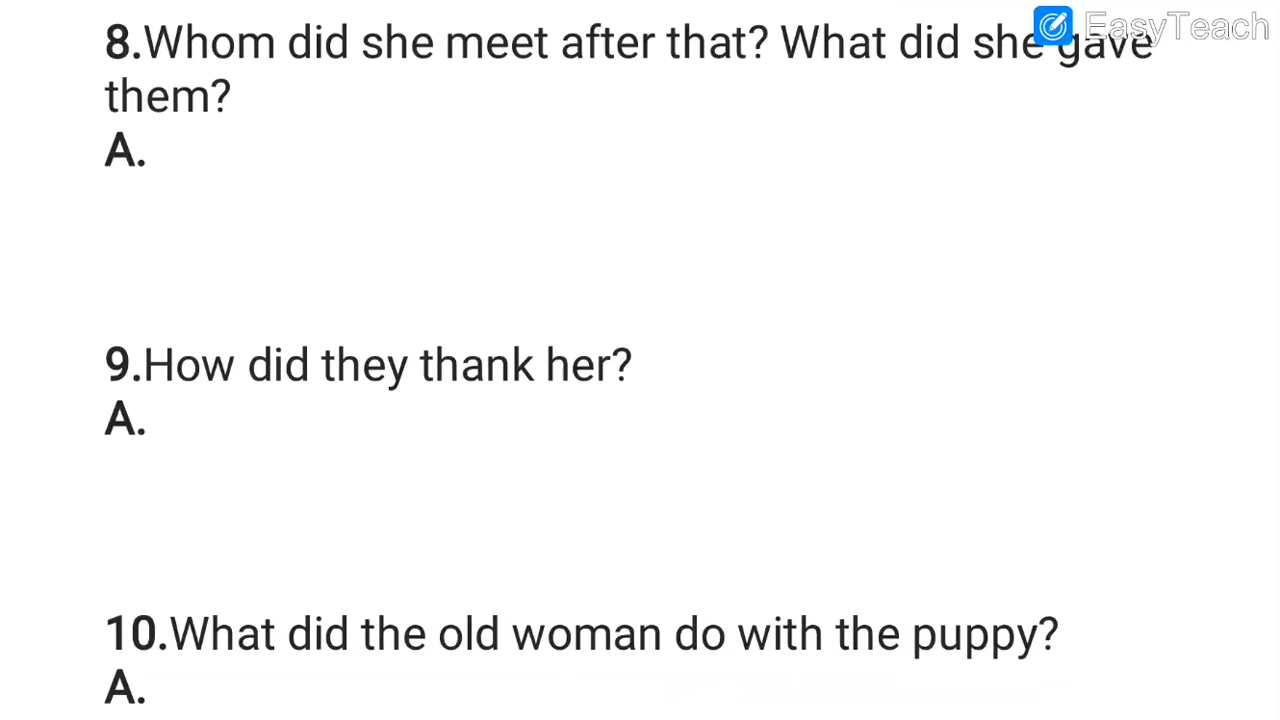 8.Whom did she meet after that? What did she gave
EasyTeach
them?
A.
9.How did they thank her?
A.
10.What did the old woman do with the puppy?
A.